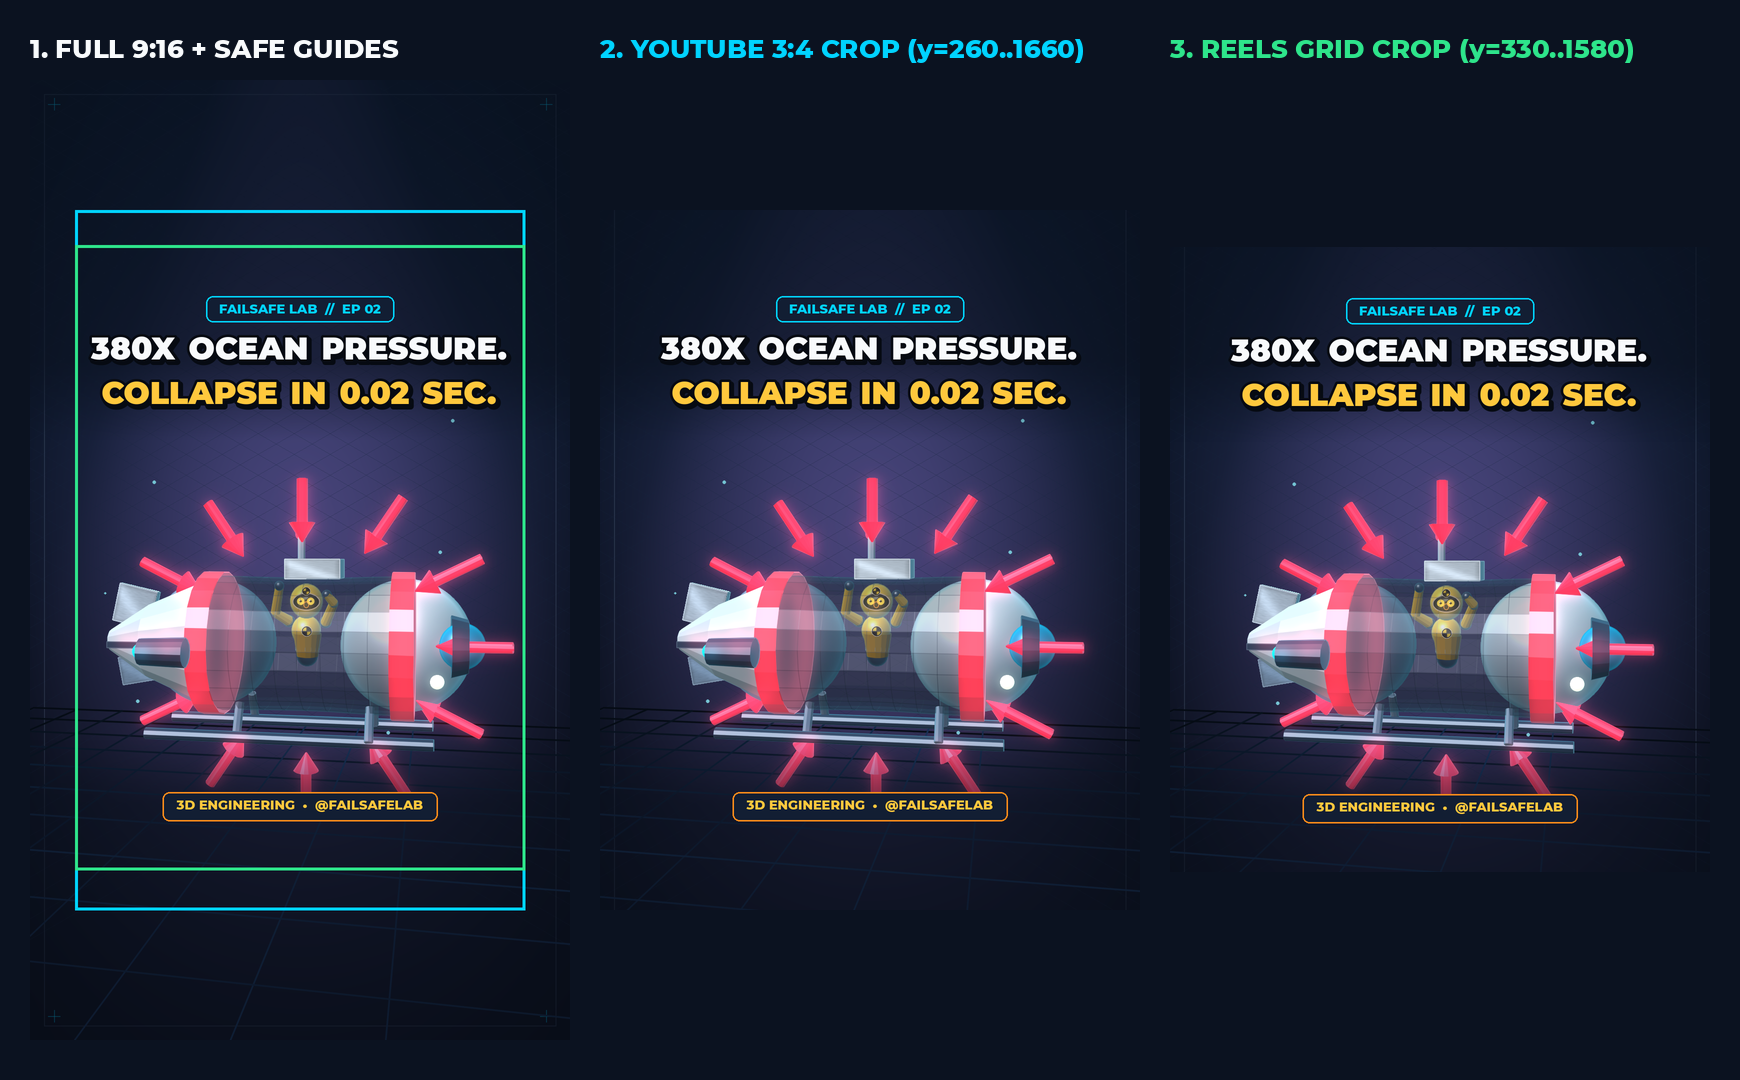 1. FULL 9:16 + SAFE GUIDES
FAILSAFE LAB // EP 02
380X OCEAN PRESSURE.
COLLAPSE IN 0.02 SEC.
3D ENGINEERING • @FAILSAFELAB
2. YOUTUBE 3:4 CROP (y=260..1660)
FAILSAFE LAB // EP 02
380X OCEAN PRESSURE.
COLLAPSE IN 0.02 SEC.
3D ENGINEERING • @FAILSAFELAB
3. REELS GRID CROP (y=330..1580)
FAILSAFE LAB // EP 02
380X OCEAN PRESSURE.
COLLAPSE IN 0.02 SEC.
3D ENGINEERING • @FAILSAFELAB